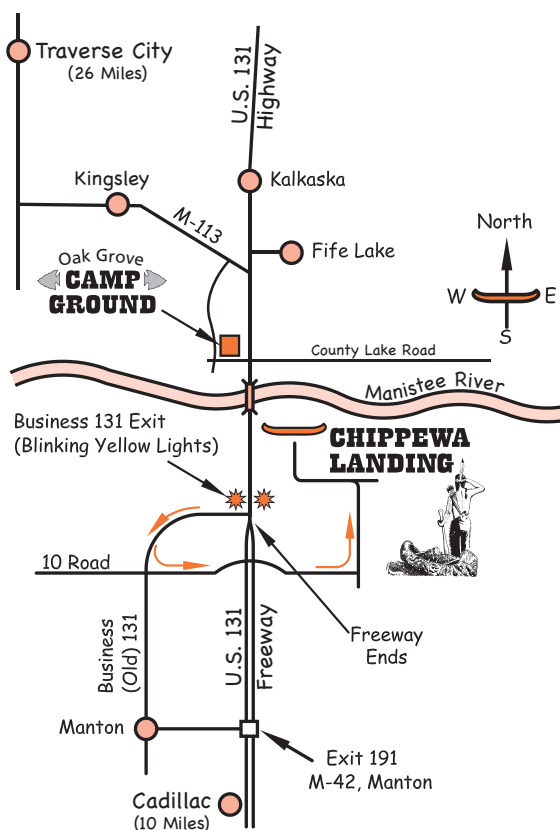 Traverse City
(26 Miles)
U.S. 131
Highway
Kingsley
Kalkaska
M-113
North
Oak Grove
CAMP
GROUND
Fife Lake
W
E
S
County Lake Road
Manistee River
Business 131 Exit
(Blinking Yellow Lights)
CHIPPEWA
LANDING
10 Road
Business
(Old) 131
U.S. 131
Freeway
Freeway
Ends
Manton
Exit 191
M-42, Manton
Cadillac
(10 Miles)